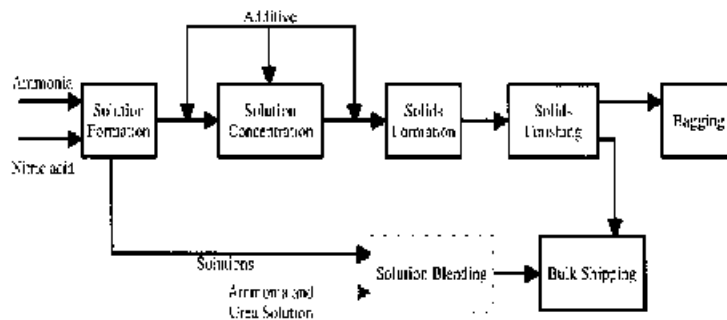 Additive
Ammonia
Nitric acid
Solution
Formation
Solution
Concentration
Solids
Formation
Solids
Finishing
Bagging
Solutions
Ammonia and
Urea Solution
Solution Blending
Bulk Shipping